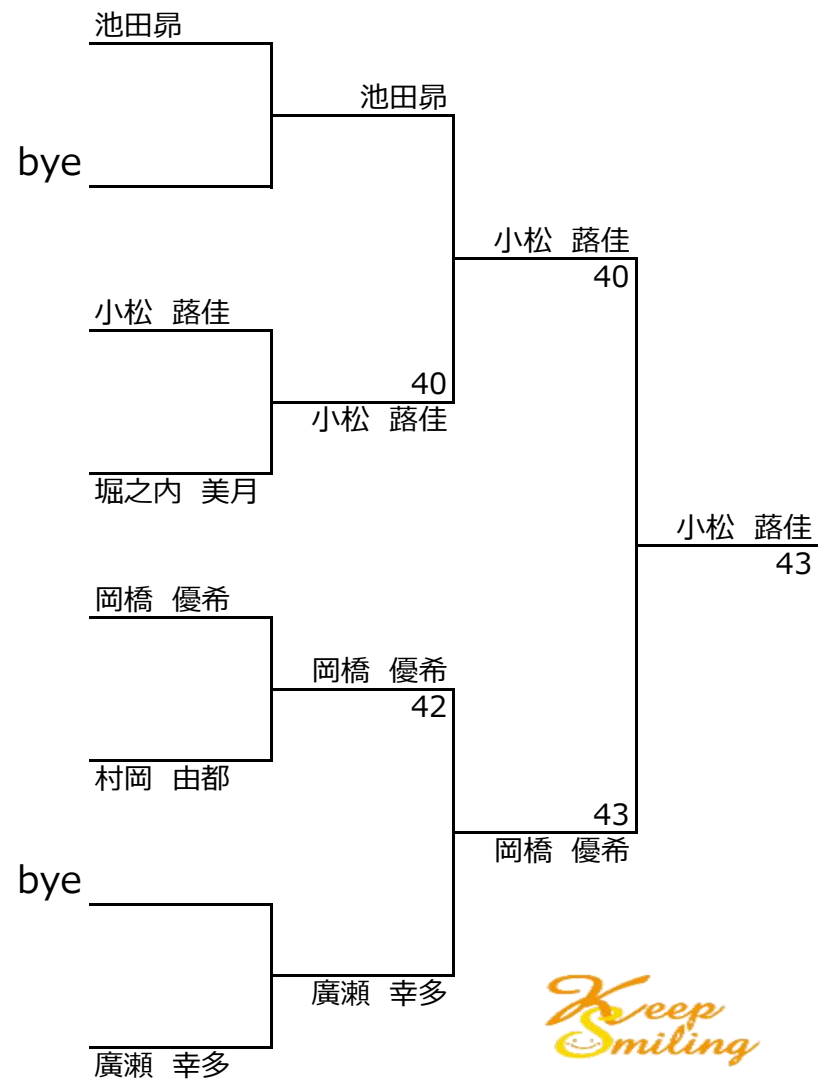 池田昴
池田昴
bye
小松　蕗佳
40
小松　蕗佳
40
小松　蕗佳
堀之内　美月
小松　蕗佳
43
岡橋　優希
岡橋　優希
42
村岡　由都
43
岡橋　優希
bye
廣瀬　幸多
廣瀬　幸多
Keep
Smiling